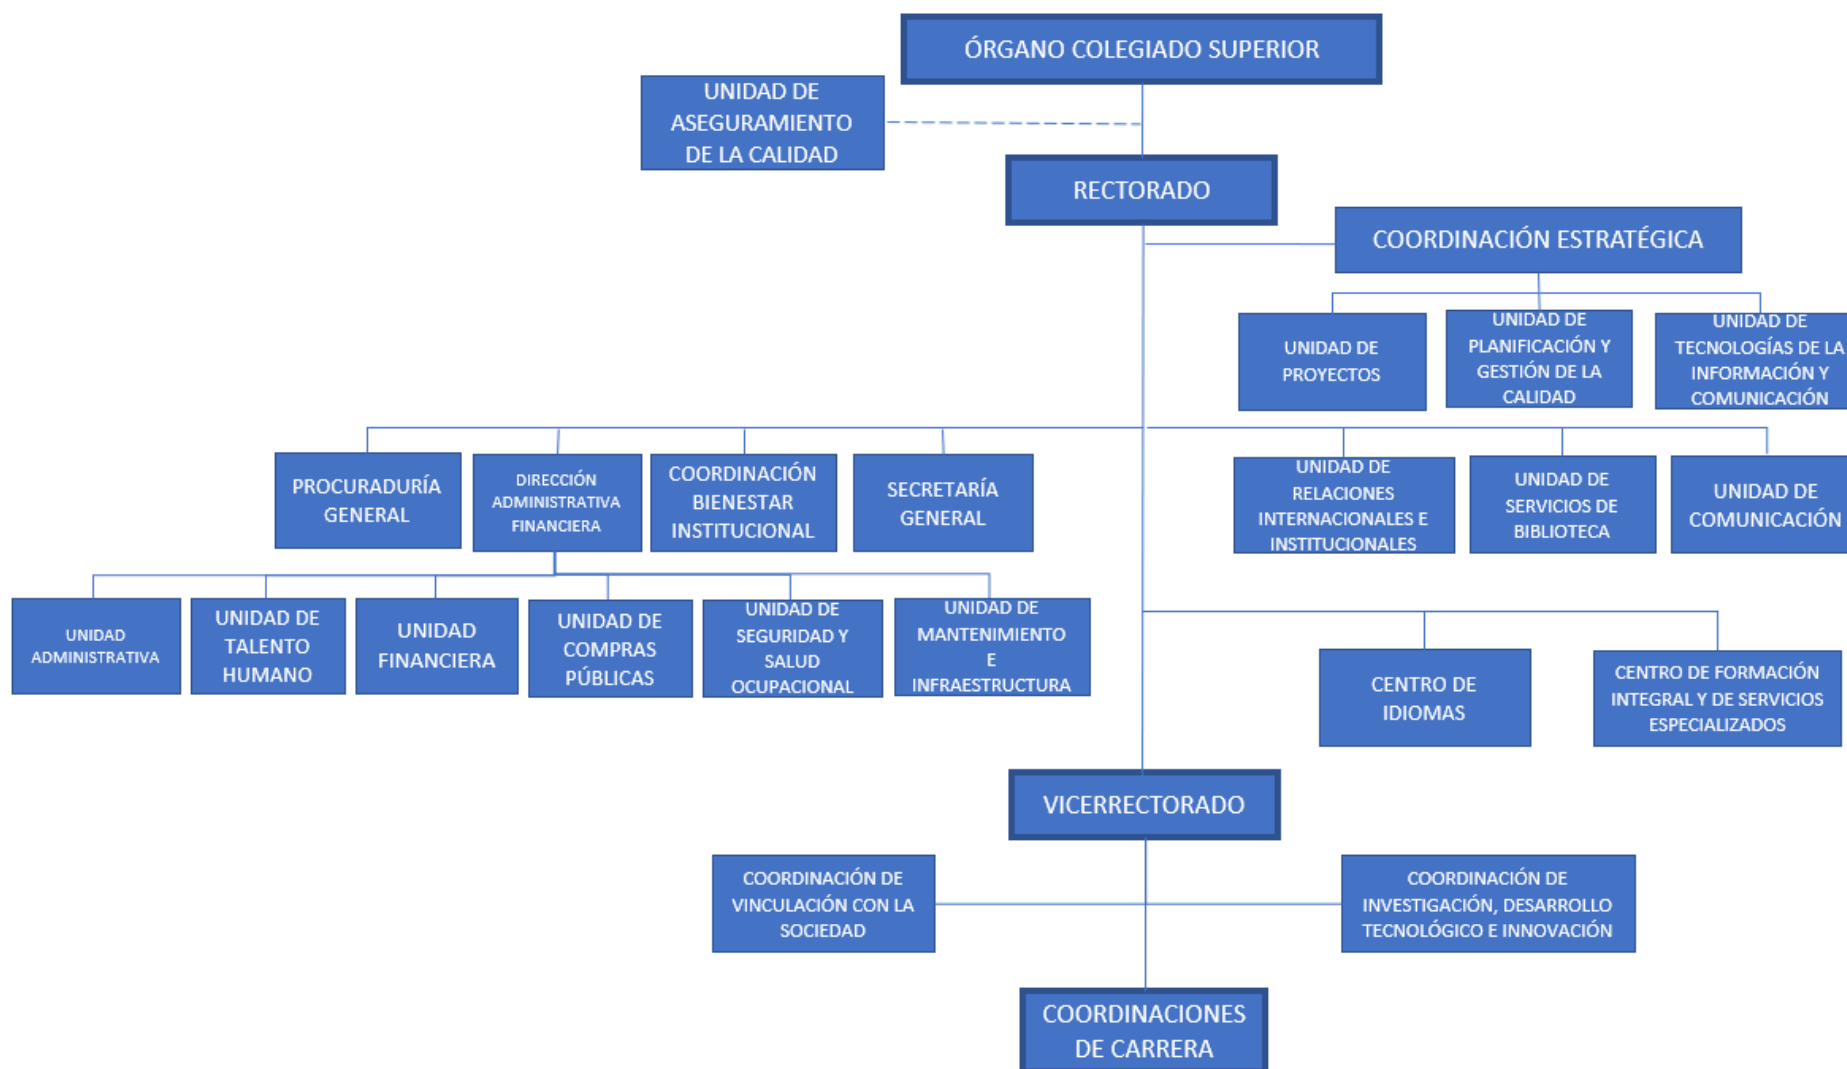 ÓRGANO COLEGIADO SUPERIOR
UNIDAD DE
ASEGURAMIENTO
DE LA CALIDAD
RECTORADO
COORDINACIÓN ESTRATÉGICA
UNIDAD DE
PROYECTOS
UNIDAD DE
PLANIFICACIÓN Y
GESTIÓN DE LA
CALIDAD
UNIDAD DE
TECNOLOGÍAS DE LA
INFORMACIÓN Y
COMUNICACIÓN
PROCURADURÍA
GENERAL
DIRECCIÓN
ADMINISTRATIVA
FINANCIERA
COORDINACIÓN
BIENESTAR
INSTITUCIONAL
SECRETARÍA
GENERAL
UNIDAD DE
RELACIONES
INTERNACIONALES E
INSTITUCIONALES
UNIDAD DE
SERVICIOS DE
BIBLIOTECA
UNIDAD DE
COMUNICACIÓN
UNIDAD
ADMINISTRATIVA
UNIDAD DE
TALENTO
HUMANO
UNIDAD
FINANCIERA
UNIDAD DE
COMPRAS
PÚBLICAS
UNIDAD DE
SEGURIDAD Y
SALUD
OCUPACIONAL
UNIDAD DE
MANTENIMIENTO
E
INFRAESTRUCTURA
CENTRO DE
IDIOMAS
CENTRO DE FORMACIÓN
INTEGRAL Y DE SERVICIOS
ESPECIALIZADOS
VICERRECTORADO
COORDINACIÓN DE
VINCULACIÓN CON LA
SOCIEDAD
COORDINACIÓN DE
INVESTIGACIÓN, DESARROLLO
TECNOLÓGICO E INNOVACIÓN
COORDINACIONES
DE CARRERA